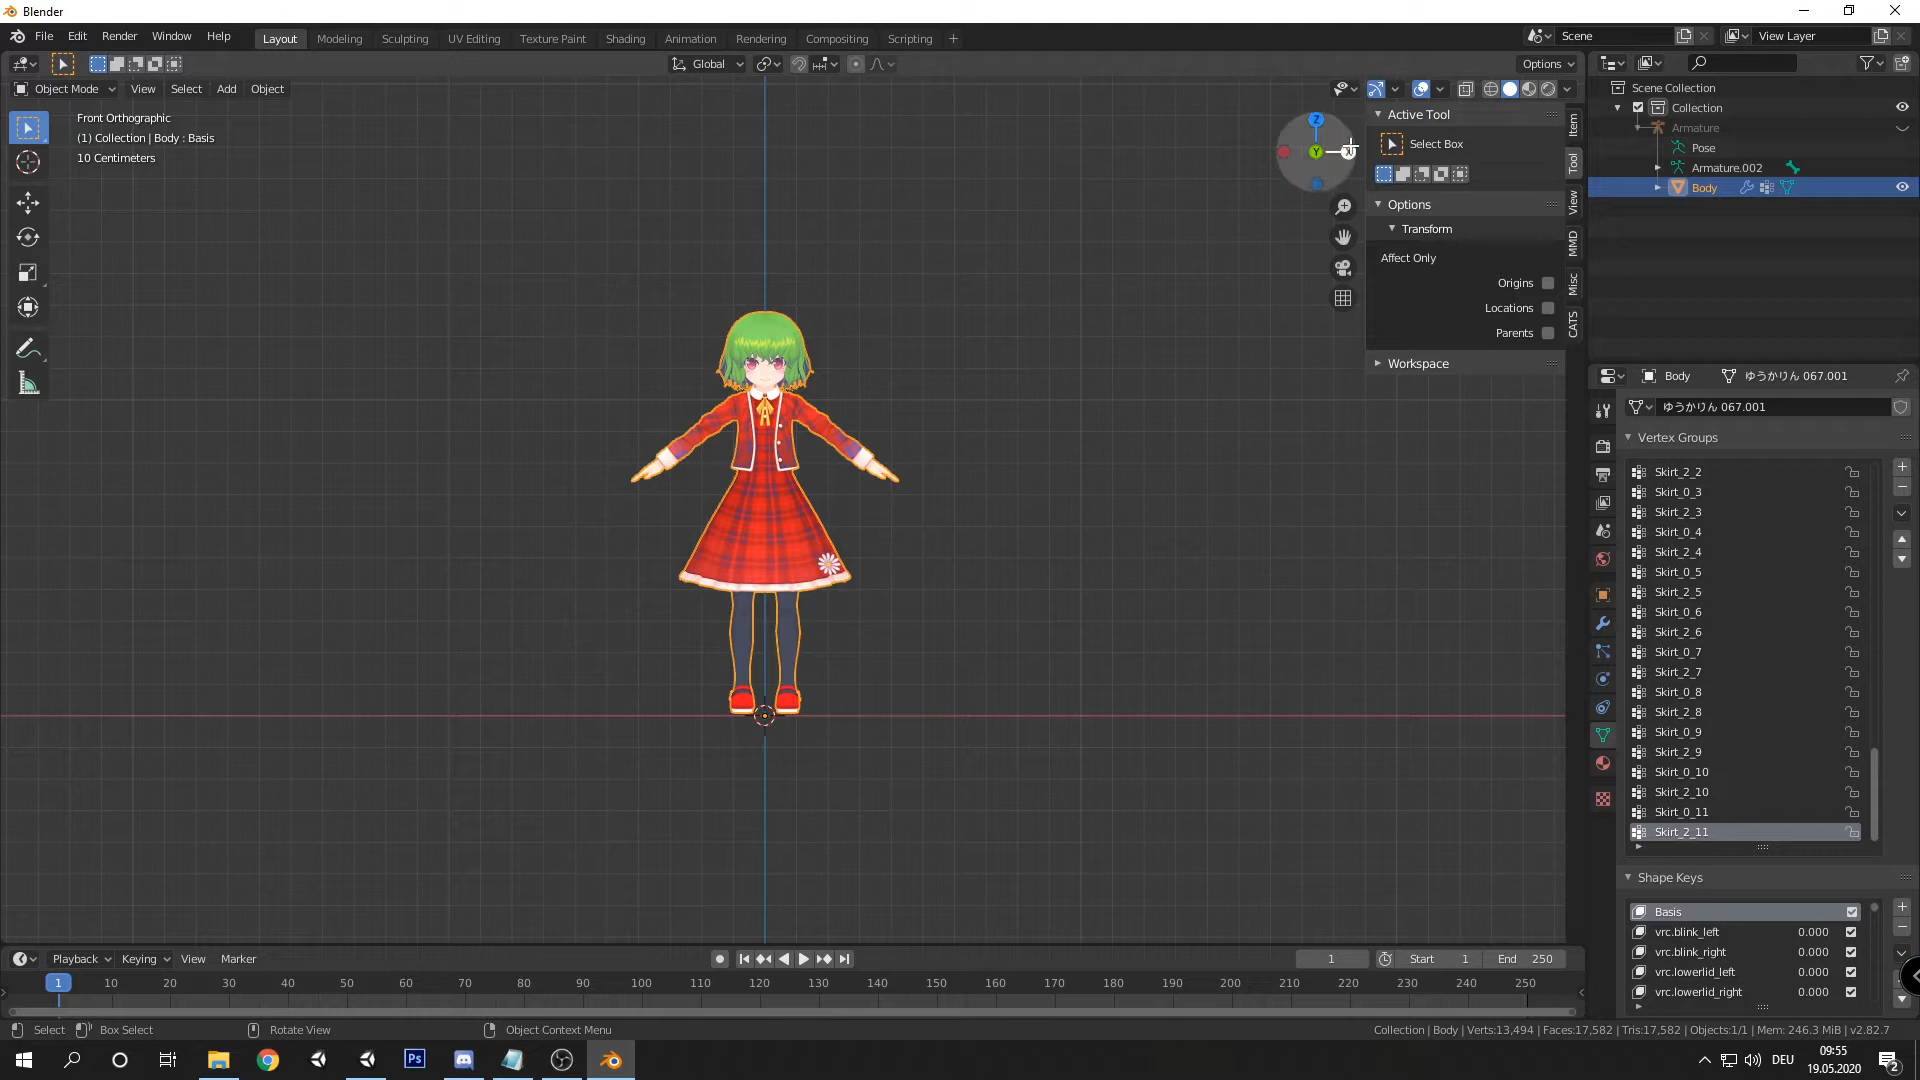 Blender
File Edit Render Window Help
Layout Modeling Sculpting UV Editing Texture Paint Shading Animation Rendering Compositing Scripting +
Scene View Layer
Global Options
Object Mode View Select Add Object
Front Orthographic
(1) Collection | Body : Basis
10 Centimeters
Z
Y
X
Active Tool
Select Box
Options
Transform
Affect Only
Origins
Locations
Parents
Workspace
Item
Tool
View
MMD
Misc
CATS
Scene Collection
Collection
Armature
Pose
Armature.002
Body
Body ゆうかりん 067.001
ゆうかりん 067.001
Vertex Groups
Skirt_2_2
Skirt_0_3
Skirt_2_3
Skirt_0_4
Skirt_2_4
Skirt_0_5
Skirt_2_5
Skirt_0_6
Skirt_2_6
Skirt_0_7
Skirt_2_7
Skirt_0_8
Skirt_2_8
Skirt_0_9
Skirt_2_9
Skirt_0_10
Skirt_2_10
Skirt_0_11
Skirt_2_11
Shape Keys
Basis
vrc.blink_left 0.000
vrc.blink_right 0.000
vrc.lowerlid_left 0.000
vrc.lowerlid_right 0.000
Playback Keying View Marker 1 Start 1 End 250
1 10 20 30 40 50 60 70 80 90 100 110 120 130 140 150 160 170 180 190 200 210 220 230 240 250
Select Box Select Rotate View Object Context Menu
Collection | Body | Verts:13,494 | Faces:17,582 | Tris:17,582 | Objects:1/1 | Mem: 246.3 MiB | v2.82.7
Ps
DEU
09:55
19.05.2020
2